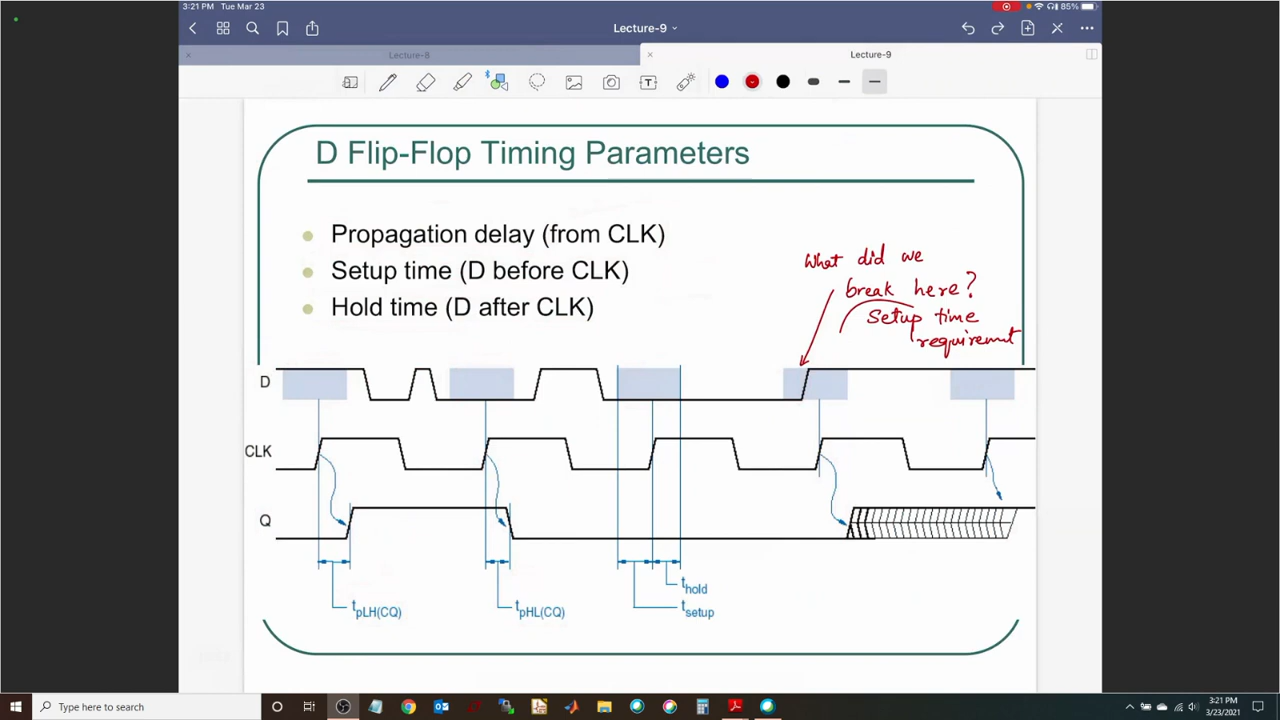 3:21 PM Tue Mar 23
85%
Lecture-9
Lecture-8
Lecture-9
T
D Flip-Flop Timing Parameters
Propagation delay (from CLK)
Setup time (D before CLK)
Hold time (D after CLK)
What did we
break here?
Setup time
requiremnt
D
CLK
Q
thold
tpLH(CQ)
tpHL(CQ)
tsetup
Type here to search
3:21 PM
3/23/2021